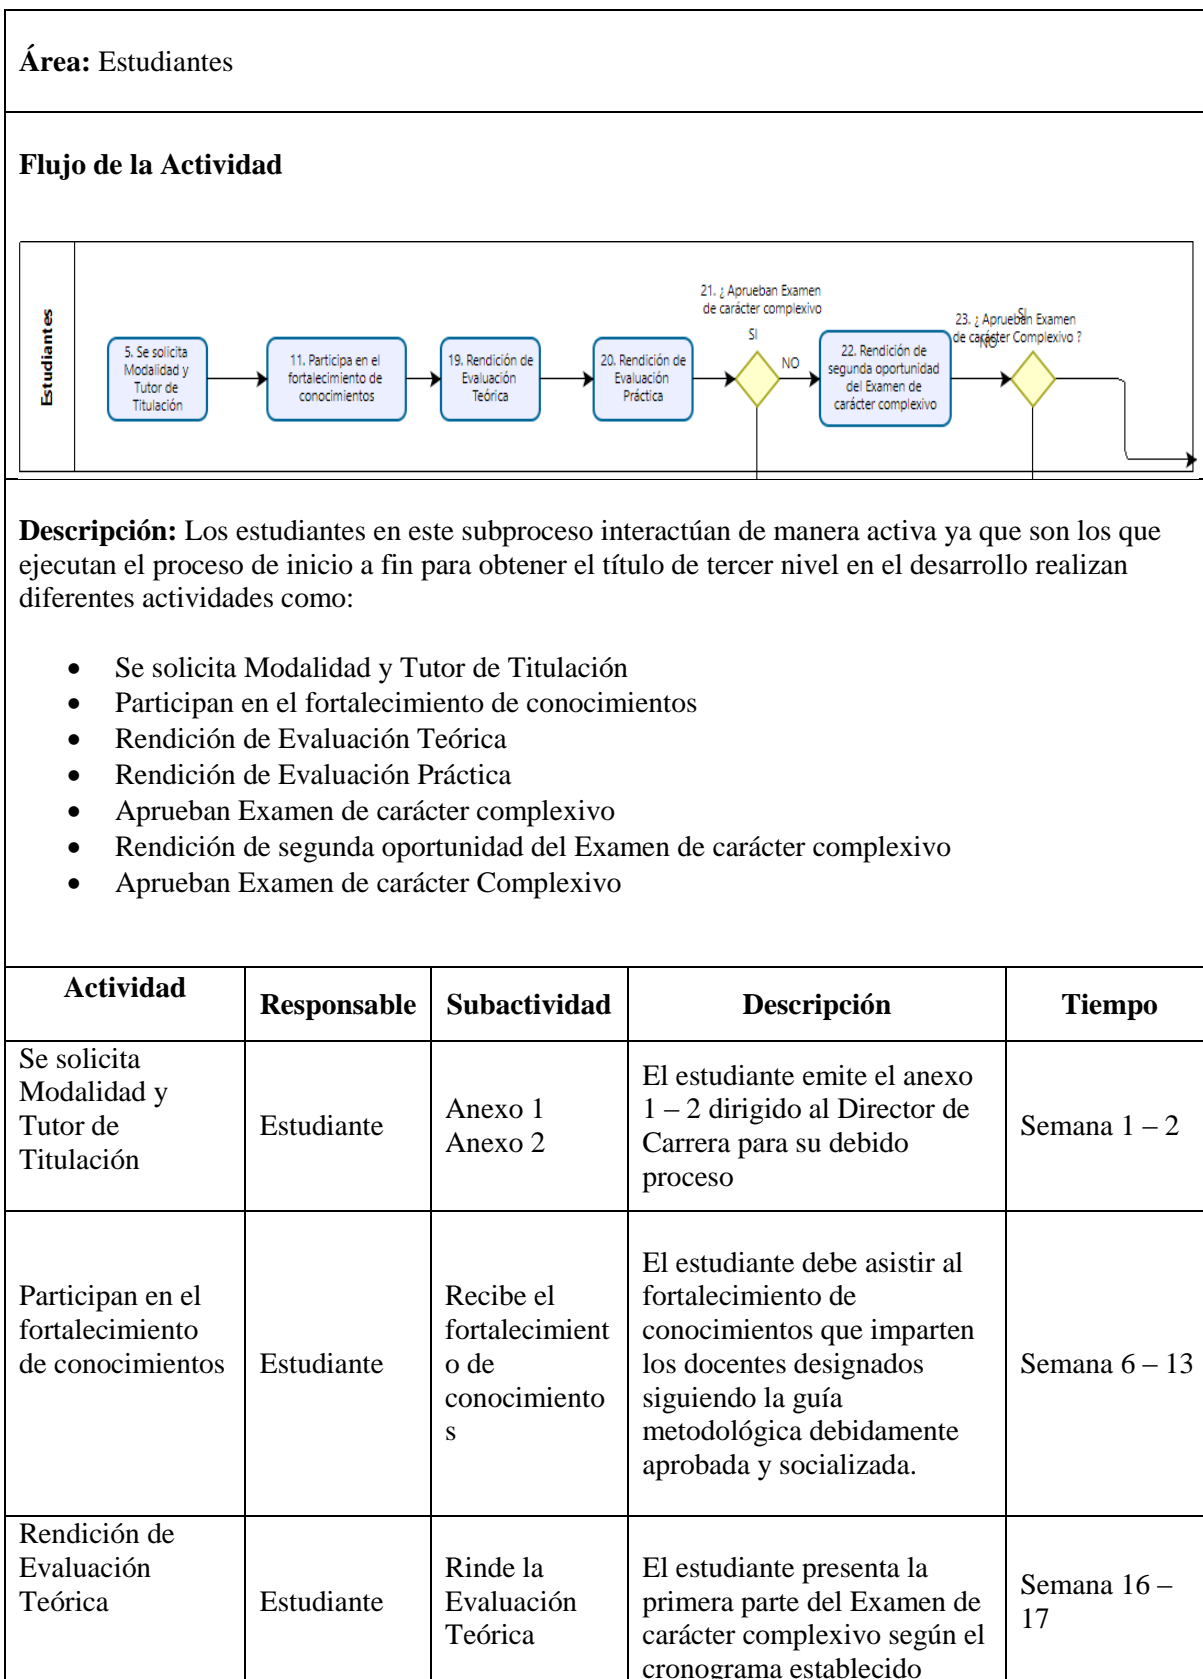 Área: Estudiantes
Flujo de la Actividad
Estudiantes
5. Se solicita
Modalidad y
Tutor de
Titulación
11. Participa en el
fortalecimiento de
conocimientos
19. Rendición de
Evaluación
Teórica
20. Rendición de
Evaluación
Práctica
21. ¿ Aprueban Examen
de carácter complexivo
SI
NO
22. Rendición de
segunda oportunidad
del Examen de
carácter complexivo
23. ¿ Aprueban Examen
de carácter Complexivo ?
SI
NO
Descripción: Los estudiantes en este subproceso interactúan de manera activa ya que son los que
ejecutan el proceso de inicio a fin para obtener el título de tercer nivel en el desarrollo realizan
diferentes actividades como:
• Se solicita Modalidad y Tutor de Titulación
• Participan en el fortalecimiento de conocimientos
• Rendición de Evaluación Teórica
• Rendición de Evaluación Práctica
• Aprueban Examen de carácter complexivo
• Rendición de segunda oportunidad del Examen de carácter complexivo
• Aprueban Examen de carácter Complexivo
Actividad
Responsable
Subactividad
Descripción
Tiempo
Se solicita
Modalidad y
Tutor de
Titulación
Estudiante
Anexo 1
Anexo 2
El estudiante emite el anexo
1 – 2 dirigido al Director de
Carrera para su debido
proceso
Semana 1 – 2
Participan en el
fortalecimiento
de conocimientos
Estudiante
Recibe el
fortalecimient
o de
conocimiento
s
El estudiante debe asistir al
fortalecimiento de
conocimientos que imparten
los docentes designados
siguiendo la guía
metodológica debidamente
aprobada y socializada.
Semana 6 – 13
Rendición de
Evaluación
Teórica
Estudiante
Rinde la
Evaluación
Teórica
El estudiante presenta la
primera parte del Examen de
carácter complexivo según el
cronograma establecido
Semana 16 –
17